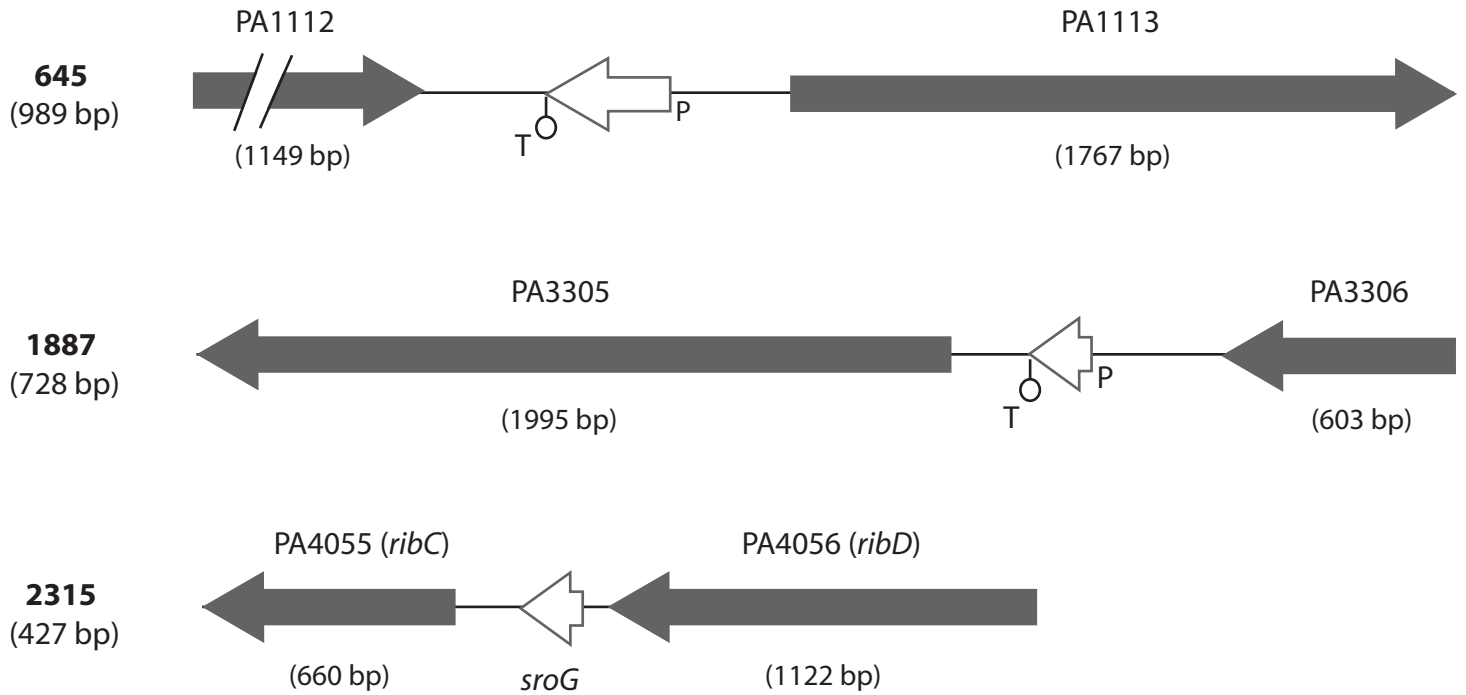 PA1112
PA1113
645
(989 bp)
P
T
(1149 bp)
(1767 bp)
PA3305
PA3306
1887
(728 bp)
P
T
(1995 bp)
(603 bp)
PA4055 (ribC)
PA4056 (ribD)
2315
(427 bp)
(660 bp)
sroG
(1122 bp)